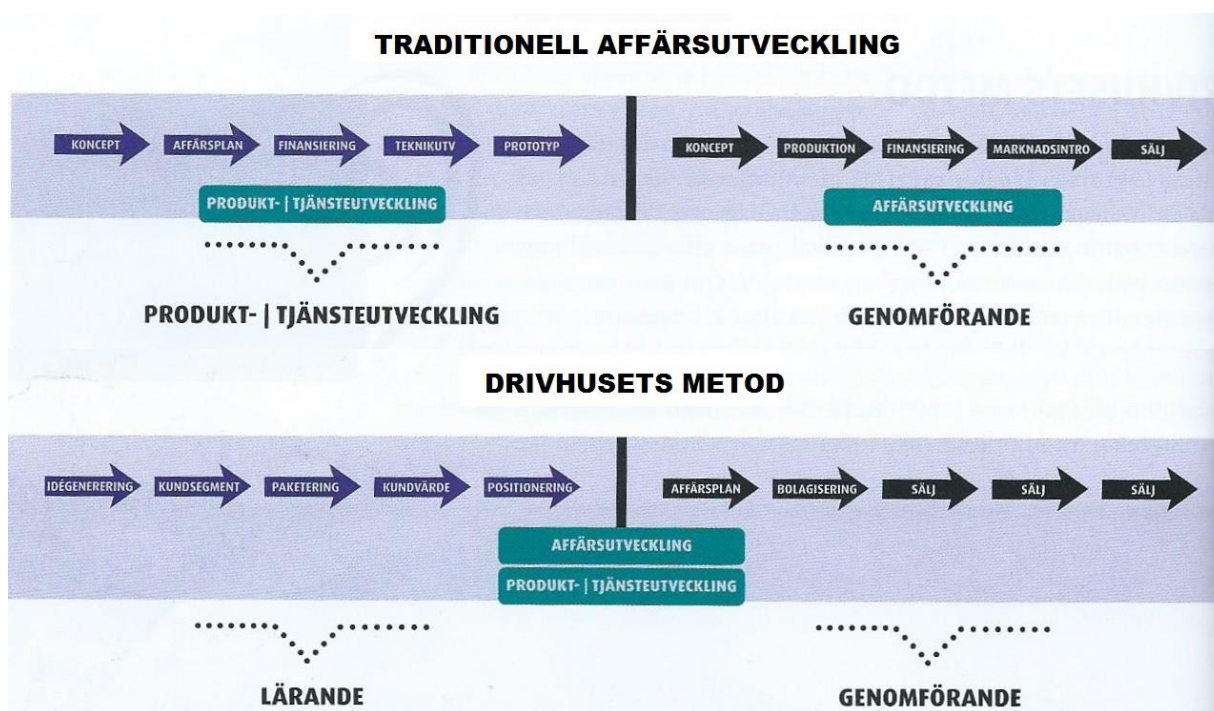 TRADITIONELL AFFÄRSUTVECKLING
KONCEPT AFFÄRSPLAN FINANSIERING TEKNIKUTV PROTOTYP KONCEPT PRODUKTION FINANSIERING MARKNADSINTRO SÄLJ
PRODUKT- | TJÄNSTEUTVECKLING AFFÄRSUTVECKLING
PRODUKT- | TJÄNSTEUTVECKLING GENOMFÖRANDE
DRIVHUSETS METOD
IDÉGENERERING KUNDSEGMENT PAKETERING KUNDVÄRDE POSITIONERING AFFÄRSPLAN BOLAGISERING SÄLJ SÄLJ SÄLJ
AFFÄRSUTVECKLING
PRODUKT- | TJÄNSTEUTVECKLING
LÄRANDE GENOMFÖRANDE